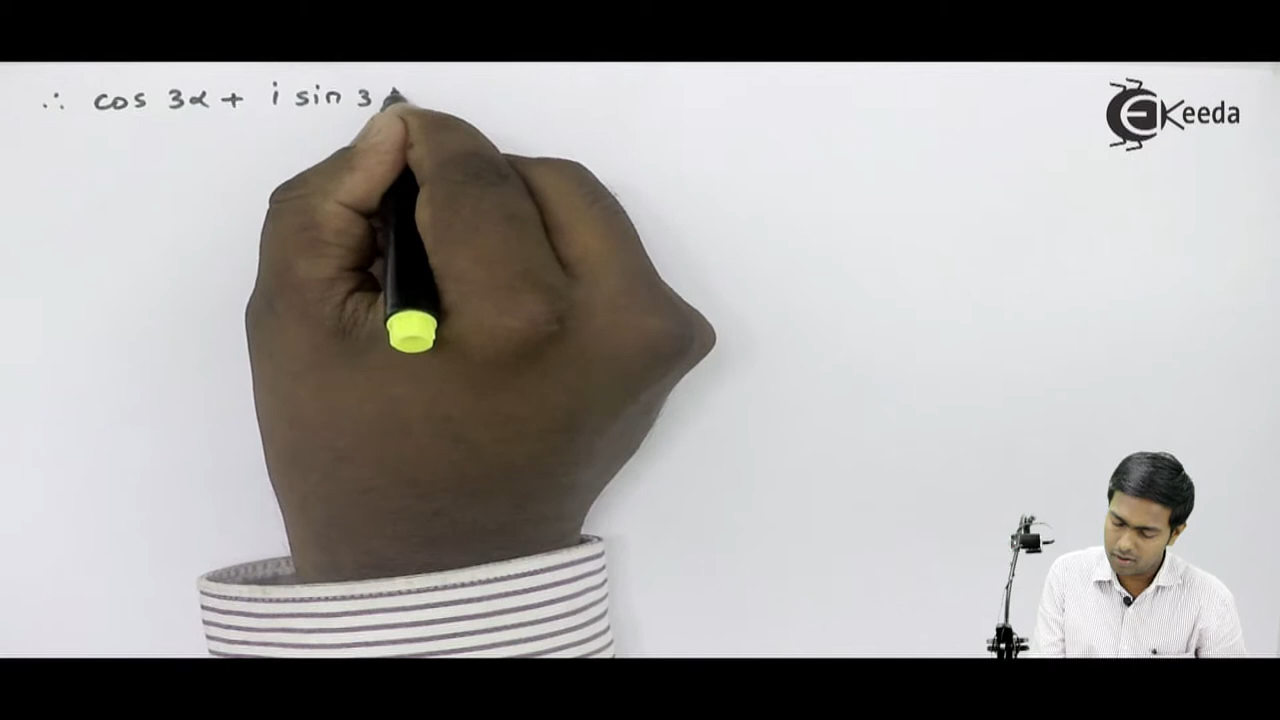 ∴ cos 3α + i sin 3
EKeeda